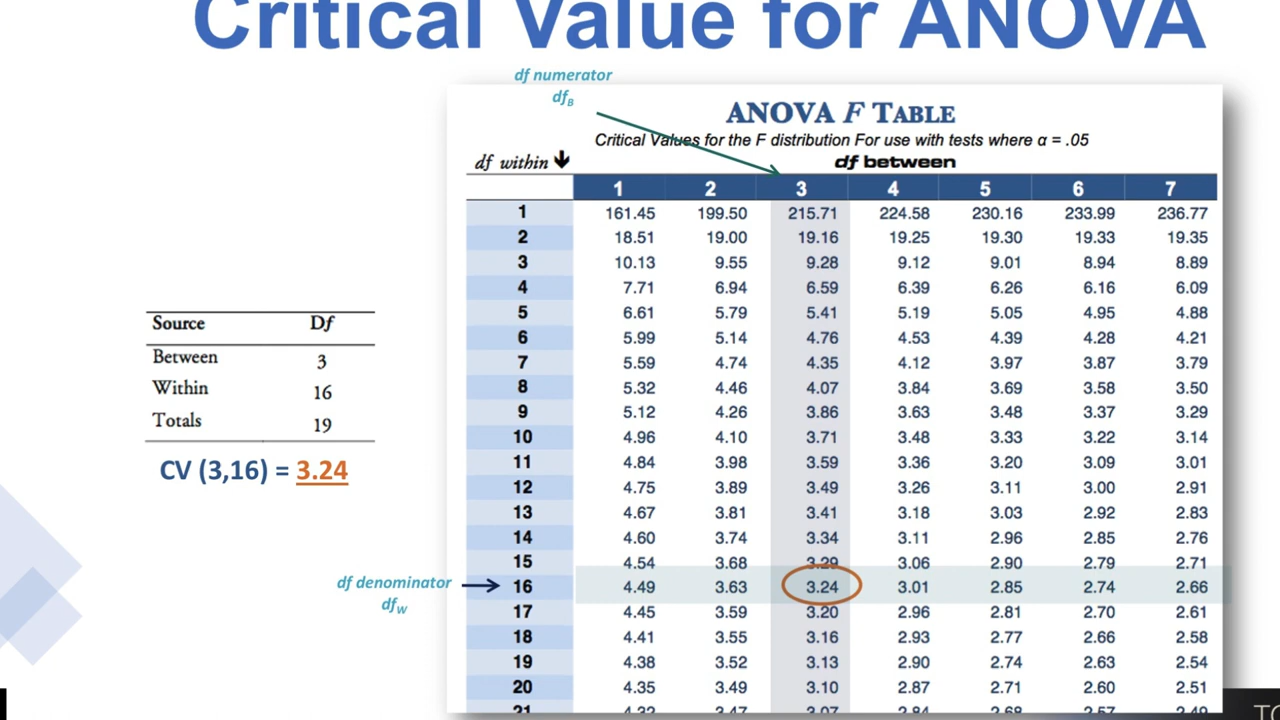 Critical Value for ANOVA
df numerator
df_B
ANOVA F TABLE
Critical Values for the F distribution For use with tests where α = .05
df within
df between
1 2 3 4 5 6 7
1 161.45 199.50 215.71 224.58 230.16 233.99 236.77
2 18.51 19.00 19.16 19.25 19.30 19.33 19.35
3 10.13 9.55 9.28 9.12 9.01 8.94 8.89
4 7.71 6.94 6.59 6.39 6.26 6.16 6.09
5 6.61 5.79 5.41 5.19 5.05 4.95 4.88
6 5.99 5.14 4.76 4.53 4.39 4.28 4.21
7 5.59 4.74 4.35 4.12 3.97 3.87 3.79
8 5.32 4.46 4.07 3.84 3.69 3.58 3.50
9 5.12 4.26 3.86 3.63 3.48 3.37 3.29
10 4.96 4.10 3.71 3.48 3.33 3.22 3.14
11 4.84 3.98 3.59 3.36 3.20 3.09 3.01
12 4.75 3.89 3.49 3.26 3.11 3.00 2.91
13 4.67 3.81 3.41 3.18 3.03 2.92 2.83
14 4.60 3.74 3.34 3.11 2.96 2.85 2.76
15 4.54 3.68 3.29 3.06 2.90 2.79 2.71
16 4.49 3.63 3.24 3.01 2.85 2.74 2.66
17 4.45 3.59 3.20 2.96 2.81 2.70 2.61
18 4.41 3.55 3.16 2.93 2.77 2.66 2.58
19 4.38 3.52 3.13 2.90 2.74 2.63 2.54
20 4.35 3.49 3.10 2.87 2.71 2.60 2.51
21 4.32 3.47 3.07 2.84 2.68 2.57 2.49
Source Df
Between 3
Within 16
Totals 19
CV (3,16) = 3.24
df denominator
df_W